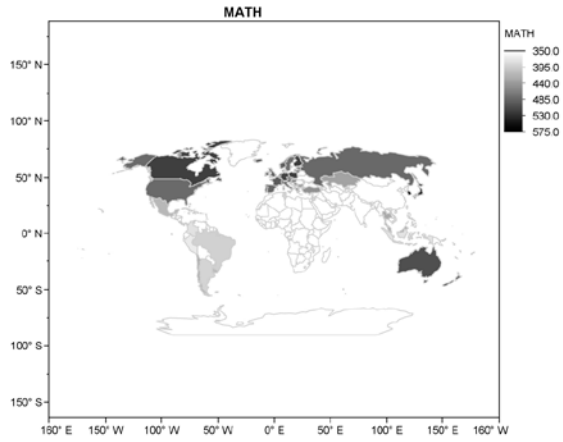 MATH
MATH
350.0
395.0
440.0
485.0
530.0
575.0
150° N
100° N
50° N
0° N
50° S
100° S
150° S
160° E 150° W 100° W 50° W 0° E 50° E 100° E 150° E 160° W